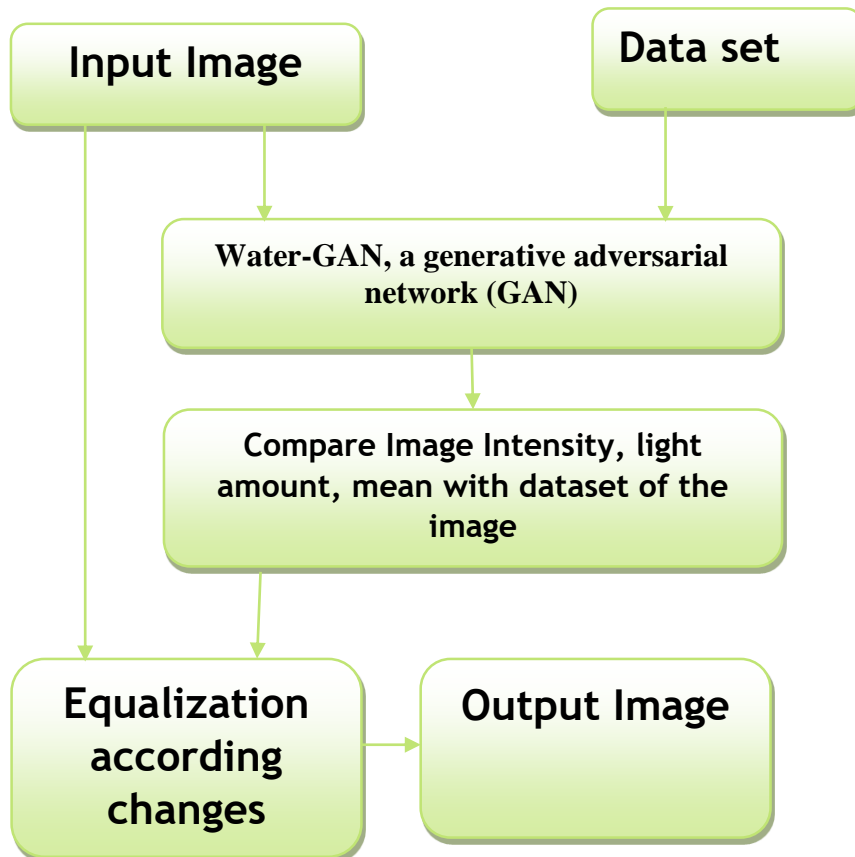 Input Image
Data set
Water-GAN, a generative adversarial
network (GAN)
Compare Image Intensity, light
amount, mean with dataset of the
image
Equalization
according
changes
Output Image